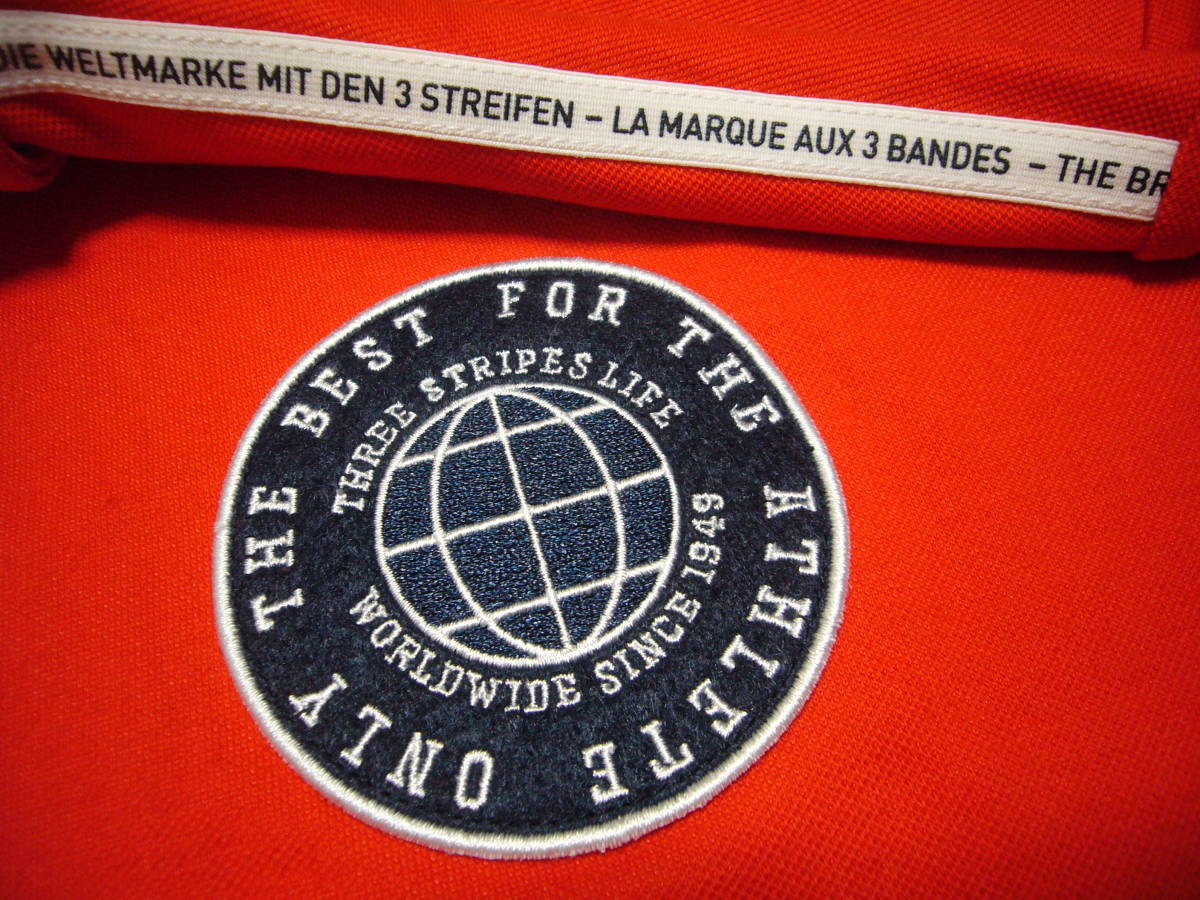 DIE WELTMARKE MIT DEN 3 STREIFEN – LA MARQUE AUX 3 BANDES – THE BR
ONLY THE BEST FOR THE ATHLETE
THREE STRIPES LIFE
WORLDWIDE SINCE 1949